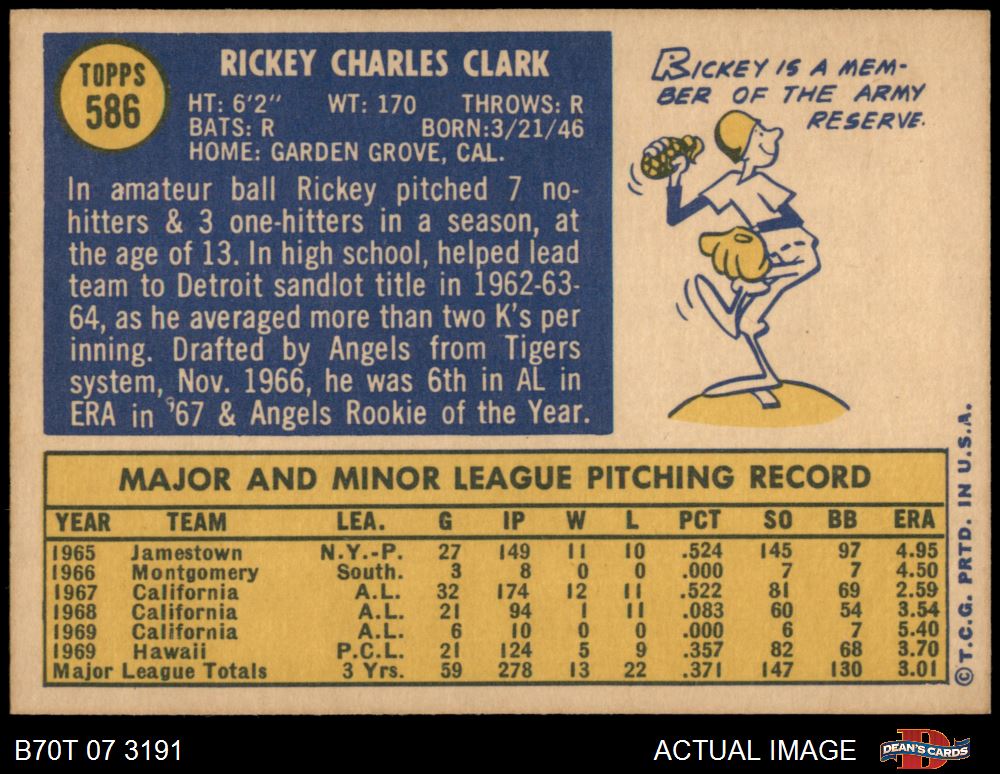 TOPPS
586
RICKEY CHARLES CLARK
HT: 6'2" WT: 170 THROWS: R
BATS: R BORN:3/21/46
HOME: GARDEN GROVE, CAL.
In amateur ball Rickey pitched 7 no-
hitters & 3 one-hitters in a season, at
the age of 13. In high school, helped lead
team to Detroit sandlot title in 1962-63-
64, as he averaged more than two K's per
inning. Drafted by Angels from Tigers
system, Nov. 1966, he was 6th in AL in
ERA in '67 & Angels Rookie of the Year.
RICKEY IS A MEM-
BER OF THE ARMY
RESERVE.
MAJOR AND MINOR LEAGUE PITCHING RECORD
YEAR TEAM LEA. G IP W L PCT SO BB ERA
1965 Jamestown N.Y.-P. 27 149 11 10 .524 145 97 4.95
1966 Montgomery South. 3 8 0 0 .000 7 7 4.50
1967 California A.L. 32 174 12 11 .522 81 69 2.59
1968 California A.L. 21 94 1 11 .083 60 54 3.54
1969 California A.L. 6 10 0 0 .000 6 7 5.40
1969 Hawaii P.C.L. 21 124 5 9 .357 82 68 3.70
Major League Totals 3 Yrs. 59 278 13 22 .371 147 130 3.01
© T.C.G. PRTD. IN U.S.A.
B70T 07 3191 ACTUAL IMAGE
DEAN'S CARDS